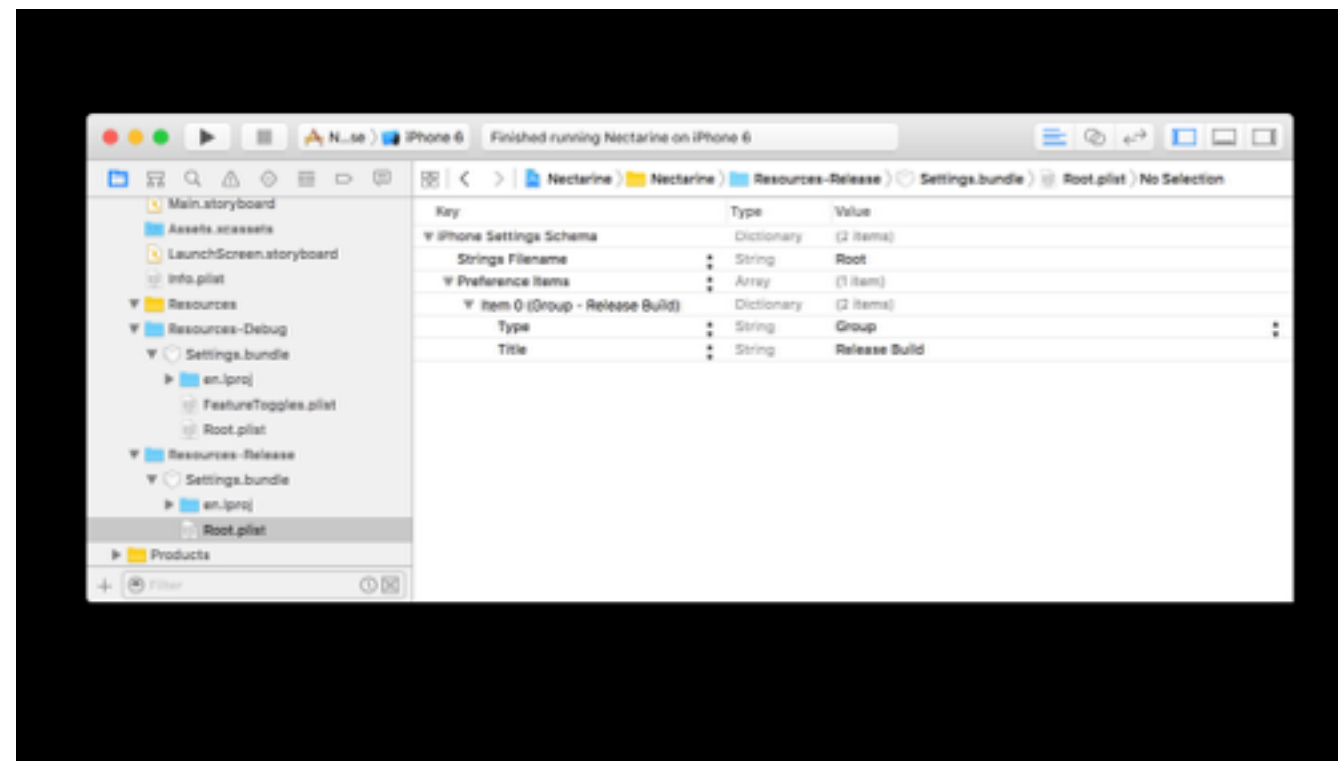 N...se iPhone 6 Finished running Nectarine on iPhone 6
Nectarine Nectarine Resources-Release Settings.bundle Root.plist No Selection
Main.storyboard
Assets.xcassets
LaunchScreen.storyboard
Info.plist
Resources
Resources-Debug
Settings.bundle
en.lproj
FeatureToggles.plist
Root.plist
Resources-Release
Settings.bundle
en.lproj
Root.plist
Products
Filter
Key Type Value
iPhone Settings Schema Dictionary (2 items)
Strings Filename String Root
Preference Items Array (1 item)
Item 0 (Group - Release Build) Dictionary (2 items)
Type String Group
Title String Release Build